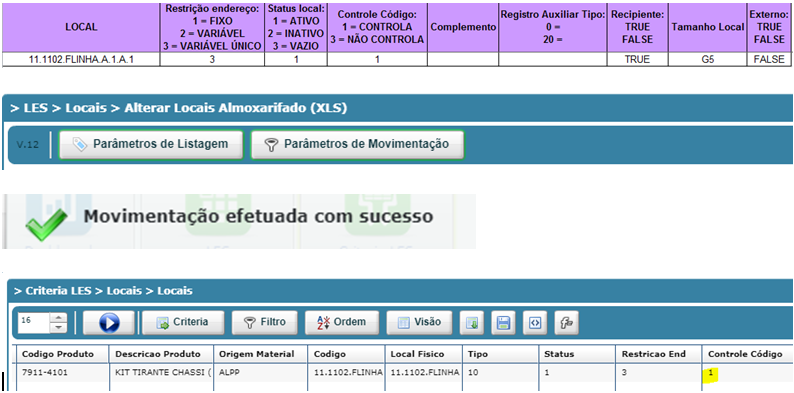 LOCAL
Restrição endereço:
1 = FIXO
2 = VARIÁVEL
3 = VARIÁVEL ÚNICO
Status local:
1 = ATIVO
2 = INATIVO
3 = VAZIO
Controle Código:
1 = CONTROLA
3 = NÃO CONTROLA
Complemento
Registro Auxiliar Tipo:
0 =
20 =
Recipiente:
TRUE
FALSE
Tamanho Local
Externo:
TRUE
FALSE
11.1102.FLINHA.A.1.A.1 3 1 1 TRUE G5 FALSE
> LES > Locais > Alterar Locais Almoxarifado (XLS)
V.12 Parâmetros de Listagem Parâmetros de Movimentação
Movimentação efetuada com sucesso
> Criteria LES > Locais > Locais
16 Criteria Filtro Ordem Visão
Codigo Produto Descricao Produto Origem Material Codigo Local Fisico Tipo Status Restricao End Controle Código
7911-4101 KIT TIRANTE CHASSI ( ALPP 11.1102.FLINHA 11.1102.FLINHA 10 1 3 1